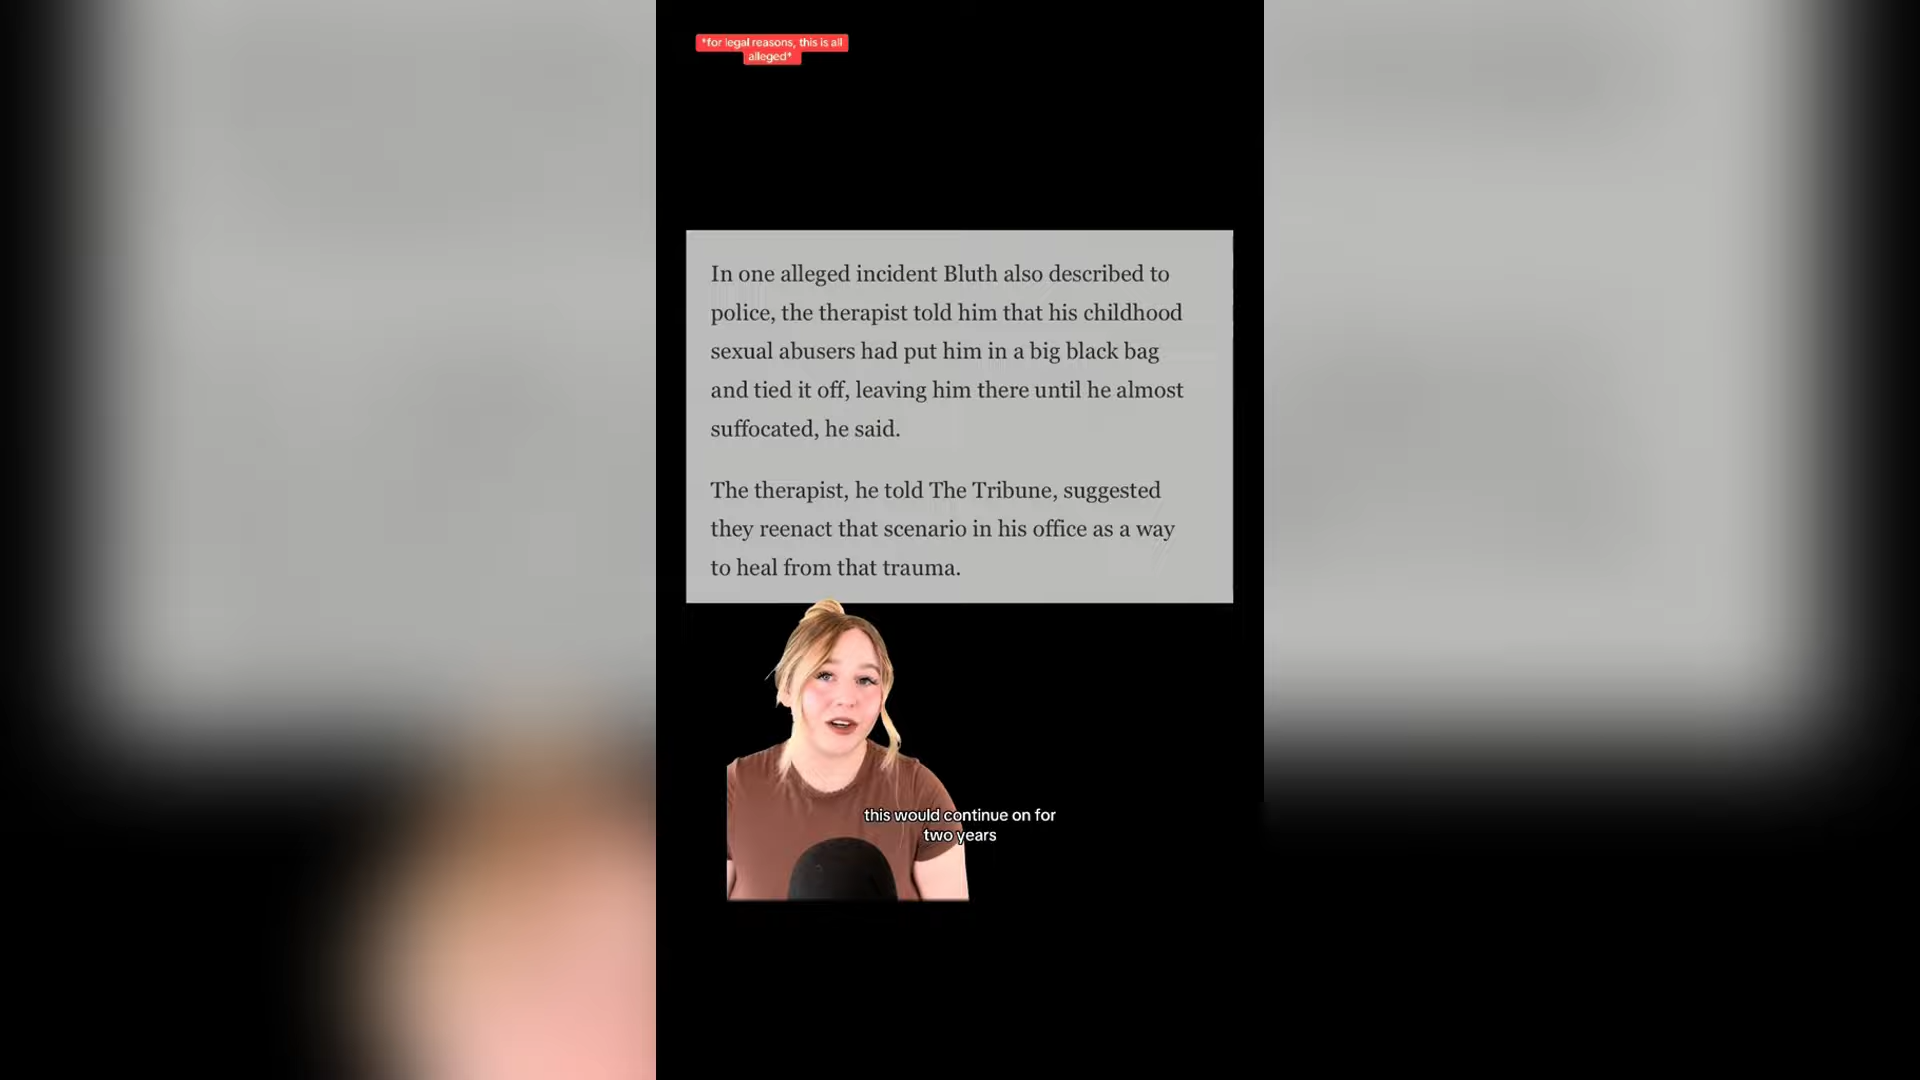 *for legal reasons, this is all
alleged*
In one alleged incident Bluth also described to
police, the therapist told him that his childhood
sexual abusers had put him in a big black bag
and tied it off, leaving him there until he almost
suffocated, he said.
The therapist, he told The Tribune, suggested
they reenact that scenario in his office as a way
to heal from that trauma.
this would continue on for
two years